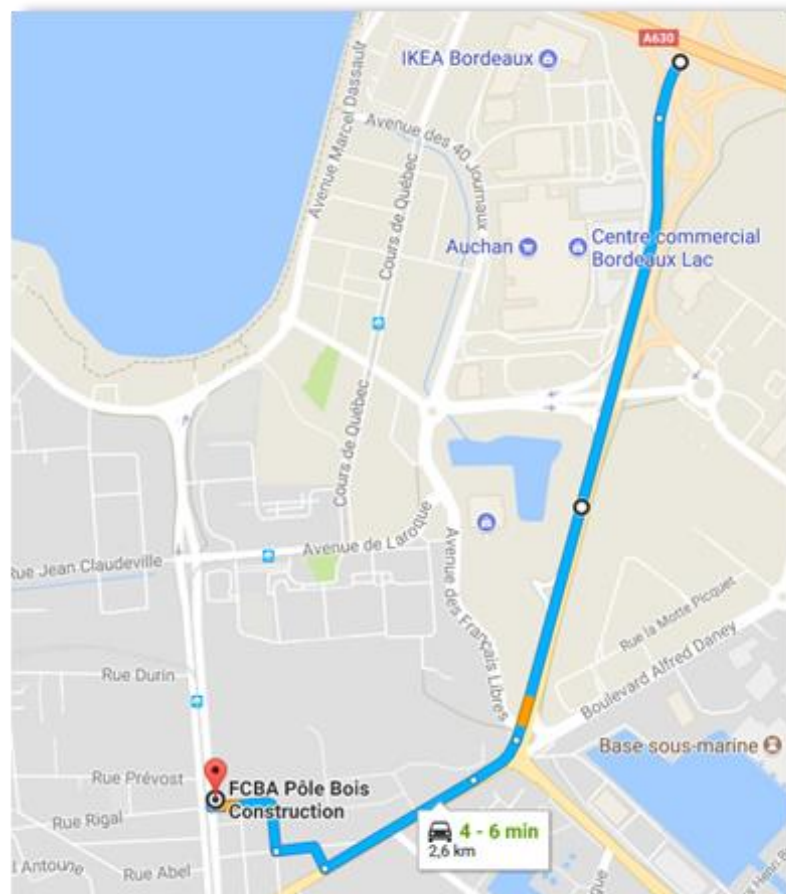 A630
IKEA Bordeaux
Avenue Marcel Dassault
Avenue des 40 Journaux
Cours de Québec
Auchan
Centre commercial
Bordeaux Lac
Cours de Québec
Avenue de Laroque
Rue Jean Claudeville
Avenue des Français Libres
Rue la Motte Picquet
Boulevard Alfred Daney
Rue Durin
Base sous-marine
Rue Prévost
FCBA Pôle Bois
Construction
Rue Rigal
4 - 6 min
2,6 km
Antoune
Rue Abel